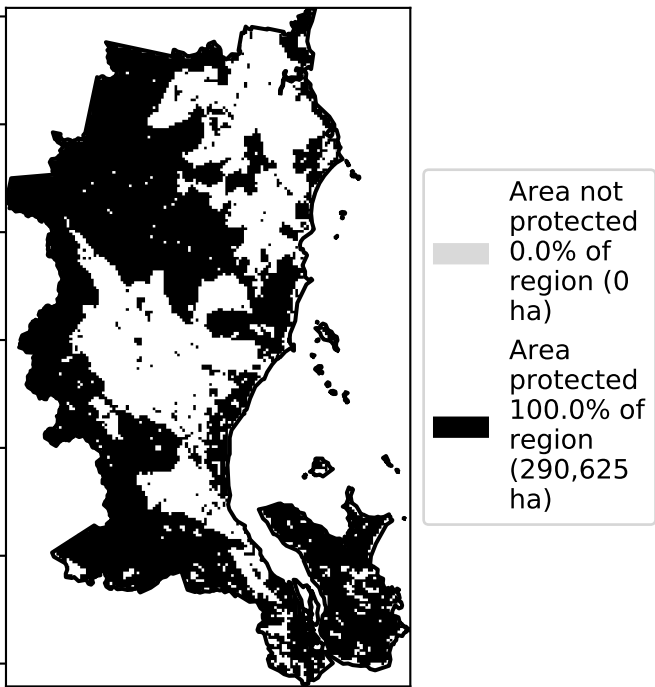 Area not
protected
0.0% of
region (0
ha)
Area
protected
100.0% of
region
(290,625
ha)